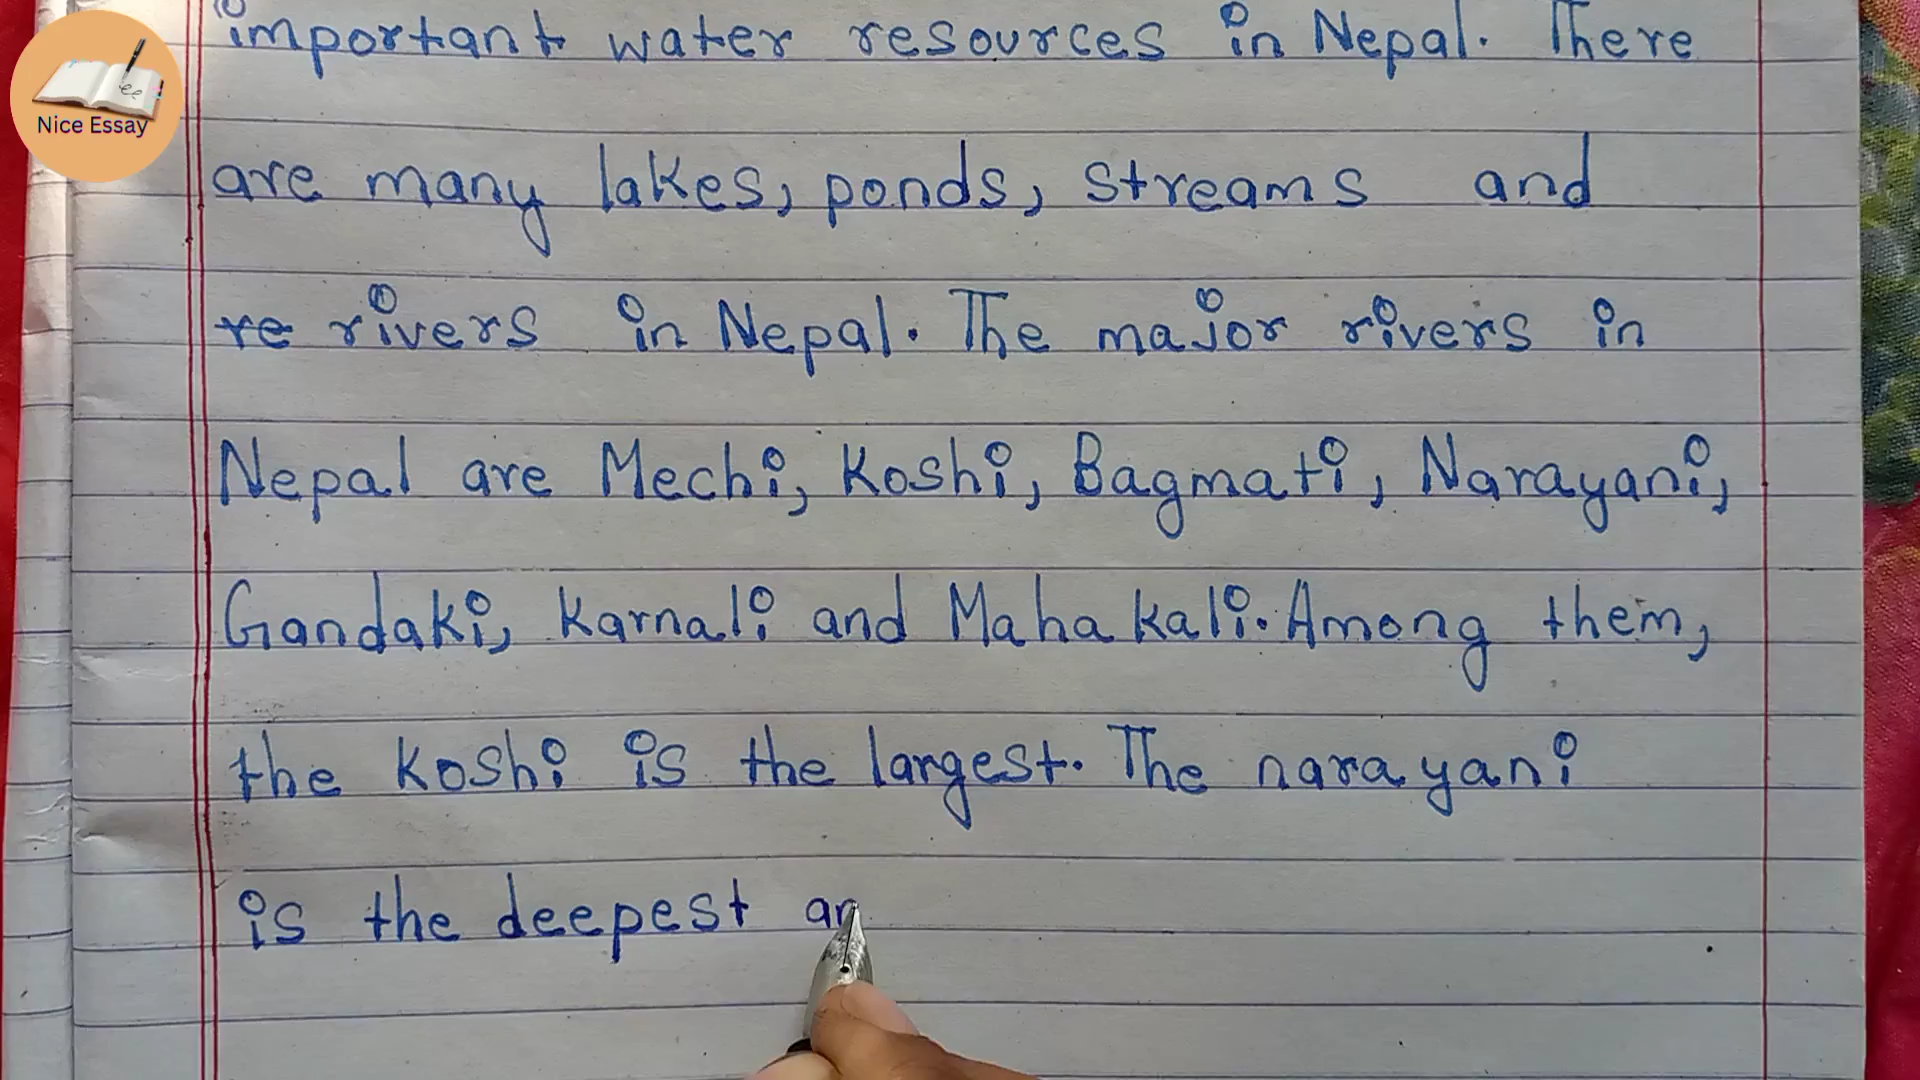 Nice Essay
important water resources in Nepal. There
are many lakes, ponds, streams and
re rivers in Nepal. The major rivers in
Nepal are Mechi, Koshi, Bagmati, Narayani,
Gandaki, Karnali and Mahakali. Among them,
the Koshi is the largest. The narayani
is the deepest an